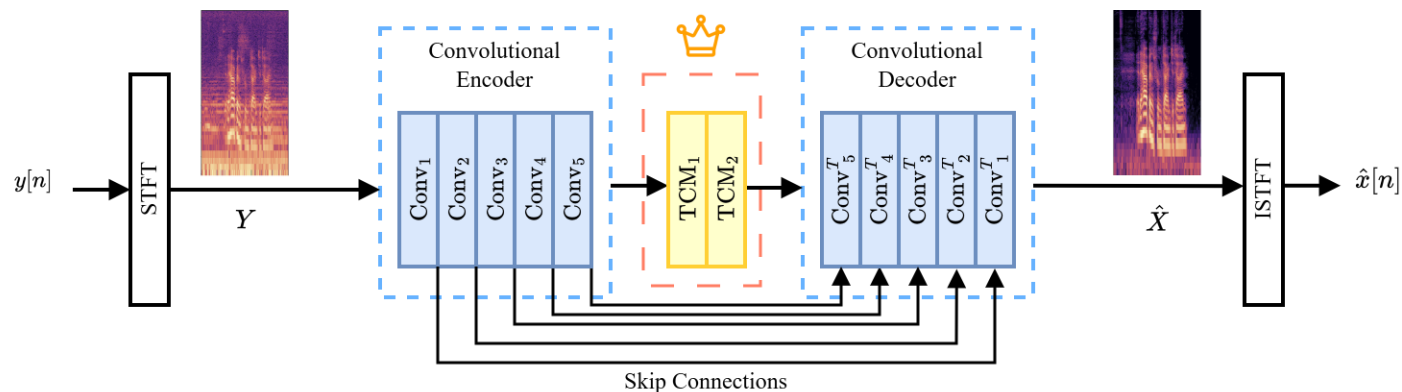 y[n]
STFT
Y
Convolutional
Encoder
Conv₁
Conv₂
Conv₃
Conv₄
Conv₅
TCM₁
TCM₂
Convolutional
Decoder
Convᵀ₅
Convᵀ₄
Convᵀ₃
Convᵀ₂
Convᵀ₁
X̂
ISTFT
x̂[n]
Skip Connections